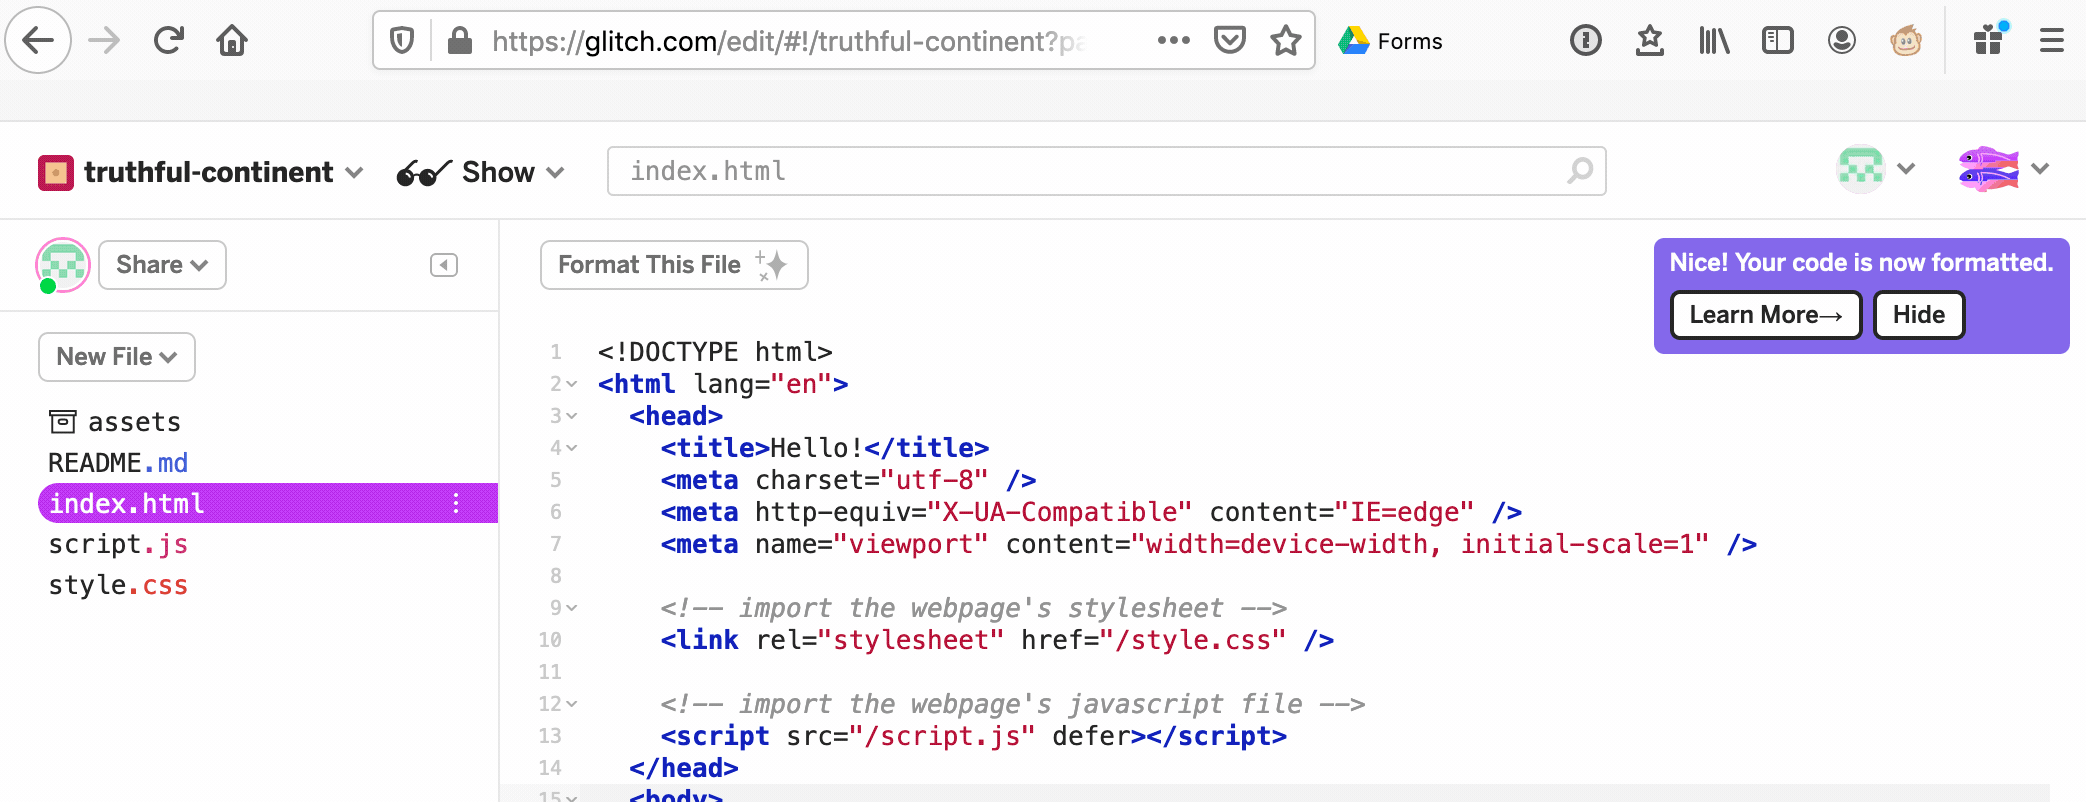 https://glitch.com/edit/#!/truthful-continent?pa
Forms
truthful-continent
Show
index.html
Share
Format This File
Nice! Your code is now formatted.
Learn More→
Hide
New File
assets
README.md
index.html
script.js
style.css
1 <!DOCTYPE html>
2 <html lang="en">
3 <head>
4 <title>Hello!</title>
5 <meta charset="utf-8" />
6 <meta http-equiv="X-UA-Compatible" content="IE=edge" />
7 <meta name="viewport" content="width=device-width, initial-scale=1" />
8
9 <!-- import the webpage's stylesheet -->
10 <link rel="stylesheet" href="/style.css" />
11
12 <!-- import the webpage's javascript file -->
13 <script src="/script.js" defer></script>
14 </head>
15 <body>